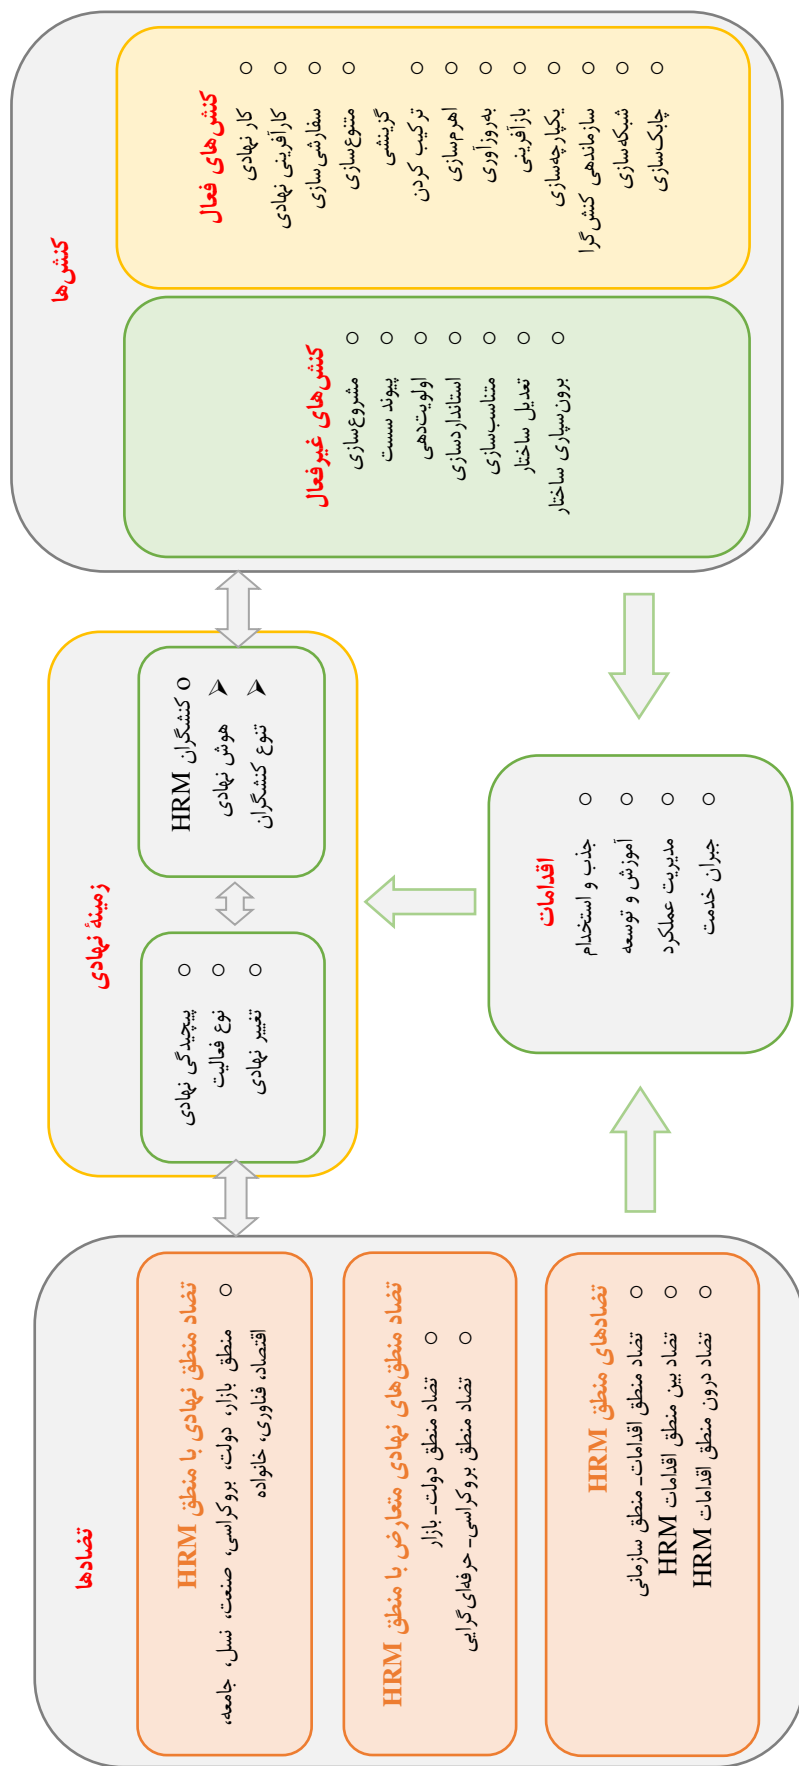 تضادها
تضاد منطق نهادی با منطق HRM
○ منطق بازار، دولت، بروکراسی، صنعت، نسل، جامعه،
اقتصاد، فناوری، خانواده
تضاد منطق‌های نهادی متعارض با منطق HRM
○ تضاد منطق دولت- بازار
○ تضاد منطق بروکراسی- حرفه‌ای گرایی
تضادهای منطق HRM
○ تضاد منطق اقدامات- منطق سازمانی
○ تضاد بین منطق اقدامات HRM
○ تضاد درون منطق اقدامات HRM
زمینۀ نهادی
○ پیچیدگی نهادی
○ نوع فعالیت
○ تغییر نهادی
○ کنشگران HRM
➢ هوش نهادی
➢ تنوع کنشگران
اقدامات
○ جذب و استخدام
○ آموزش و توسعه
○ مدیریت عملکرد
○ جبران خدمت
کنش‌ها
کنش‌های غیرفعال
○ مشروع‌سازی
○ پیوند سست
○ اولویت‌دهی
○ استانداردسازی
○ متناسب‌سازی
○ تعدیل ساختار
○ برون‌سپاری ساختار
کنش‌های فعال
○ کار نهادی
○ کارآفرینی نهادی
○ سفارشی‌سازی
○ متنوع‌سازی
گزینشی
○ ترکیب کردن
○ اهرم‌سازی
○ به‌روزآوری
○ بازآفرینی
○ یکپارچه‌سازی
○ سازماندهی کنش گرا
○ شبکه‌سازی
○ چابک‌سازی